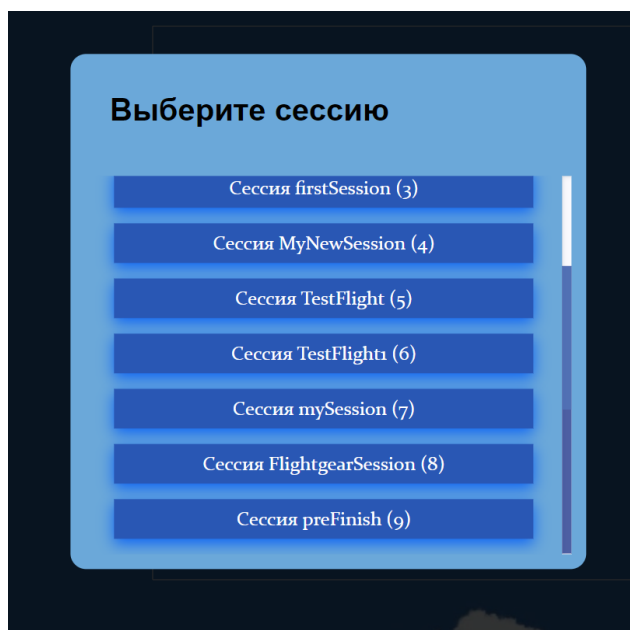 Выберите сессию
Сессия firstSession (3)
Сессия MyNewSession (4)
Сессия TestFlight (5)
Сессия TestFlight1 (6)
Сессия mySession (7)
Сессия FlightgearSession (8)
Сессия preFinish (9)